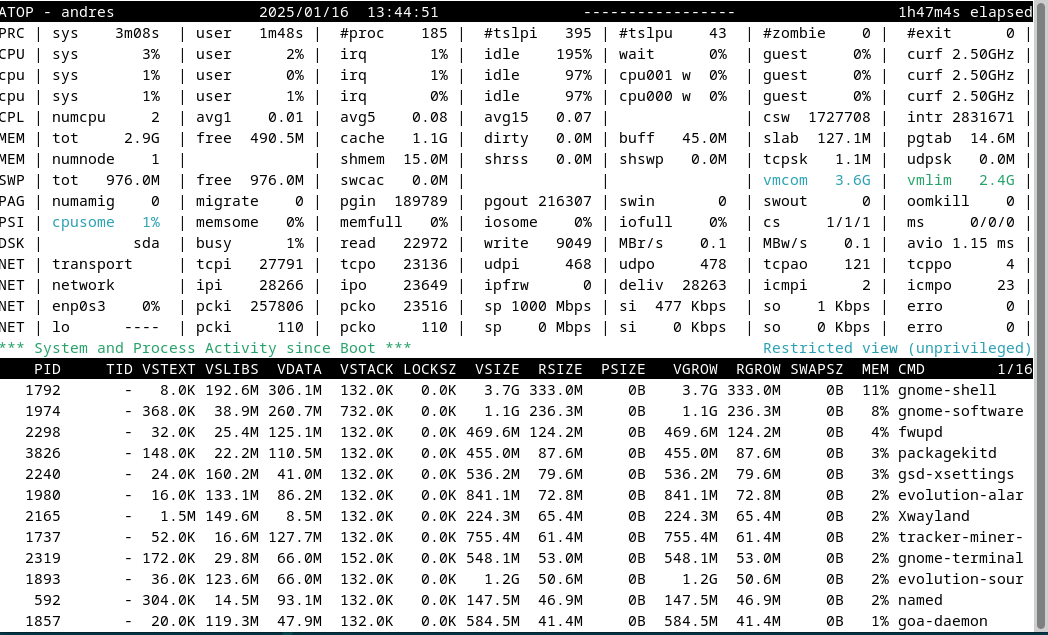 ATOP - andres 2025/01/16 13:44:51 ----------------- 1h47m4s elapsed
PRC | sys 3m08s | user 1m48s | #proc 185 | #tslpi 395 | #tslpu 43 | #zombie 0 | #exit 0 |
CPU | sys 3% | user 2% | irq 1% | idle 195% | wait 0% | guest 0% | curf 2.50GHz |
cpu | sys 1% | user 0% | irq 1% | idle 97% | cpu001 w 0% | guest 0% | curf 2.50GHz |
cpu | sys 1% | user 1% | irq 0% | idle 97% | cpu000 w 0% | guest 0% | curf 2.50GHz |
CPL | numcpu 2 | avg1 0.01 | avg5 0.08 | avg15 0.07 | | csw 1727708 | intr 2831671 |
MEM | tot 2.9G | free 490.5M | cache 1.1G | dirty 0.0M | buff 45.0M | slab 127.1M | pgtab 14.6M |
MEM | numnode 1 | | shmem 15.0M | shrss 0.0M | shswp 0.0M | tcpsk 1.1M | udpsk 0.0M |
SWP | tot 976.0M | free 976.0M | swcac 0.0M | | | vmcom 3.6G | vmlim 2.4G |
PAG | numamig 0 | migrate 0 | pgin 189789 | pgout 216307 | swin 0 | swout 0 | oomkill 0 |
PSI | cpusome 1% | memsome 0% | memfull 0% | iosome 0% | iofull 0% | cs 1/1/1 | ms 0/0/0 |
DSK | sda | busy 1% | read 22972 | write 9049 | MBr/s 0.1 | MBw/s 0.1 | avio 1.15 ms |
NET | transport | tcpi 27791 | tcpo 23136 | udpi 468 | udpo 478 | tcpao 121 | tcppo 4 |
NET | network | ipi 28266 | ipo 23649 | ipfrw 0 | deliv 28263 | icmpi 2 | icmpo 23 |
NET | enp0s3 0% | pcki 257806 | pcko 23516 | sp 1000 Mbps | si 477 Kbps | so 1 Kbps | erro 0 |
NET | lo ---- | pcki 110 | pcko 110 | sp 0 Mbps | si 0 Kbps | so 0 Kbps | erro 0 |
*** System and Process Activity since Boot *** Restricted view (unprivileged)
PID TID VSTEXT VSLIBS VDATA VSTACK LOCKSZ VSIZE RSIZE PSIZE VGROW RGROW SWAPSZ MEM CMD 1/16
1792 - 8.0K 192.6M 306.1M 132.0K 0.0K 3.7G 333.0M 0B 3.7G 333.0M 0B 11% gnome-shell
1974 - 368.0K 38.9M 260.7M 732.0K 0.0K 1.1G 236.3M 0B 1.1G 236.3M 0B 8% gnome-software
2298 - 32.0K 25.4M 125.1M 132.0K 0.0K 469.6M 124.2M 0B 469.6M 124.2M 0B 4% fwupd
3826 - 148.0K 22.2M 110.5M 132.0K 0.0K 455.0M 87.6M 0B 455.0M 87.6M 0B 3% packagekitd
2240 - 24.0K 160.2M 41.0M 132.0K 0.0K 536.2M 79.6M 0B 536.2M 79.6M 0B 3% gsd-xsettings
1980 - 16.0K 133.1M 86.2M 132.0K 0.0K 841.1M 72.8M 0B 841.1M 72.8M 0B 2% evolution-alar
2165 - 1.5M 149.6M 8.5M 132.0K 0.0K 224.3M 65.4M 0B 224.3M 65.4M 0B 2% Xwayland
1737 - 52.0K 16.6M 127.7M 132.0K 0.0K 755.4M 61.4M 0B 755.4M 61.4M 0B 2% tracker-miner-
2319 - 172.0K 29.8M 66.0M 152.0K 0.0K 548.1M 53.0M 0B 548.1M 53.0M 0B 2% gnome-terminal
1893 - 36.0K 123.6M 66.0M 132.0K 0.0K 1.2G 50.6M 0B 1.2G 50.6M 0B 2% evolution-sour
592 - 304.0K 14.5M 93.1M 132.0K 0.0K 147.5M 46.9M 0B 147.5M 46.9M 0B 2% named
1857 - 20.0K 119.3M 47.9M 132.0K 0.0K 584.5M 41.4M 0B 584.5M 41.4M 0B 1% goa-daemon